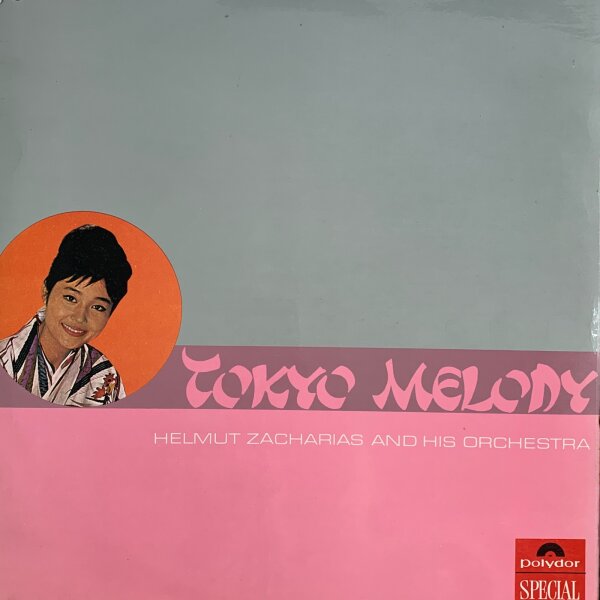 TOKYO MELODY
HELMUT ZACHARIAS AND HIS ORCHESTRA
polydor
SPECIAL